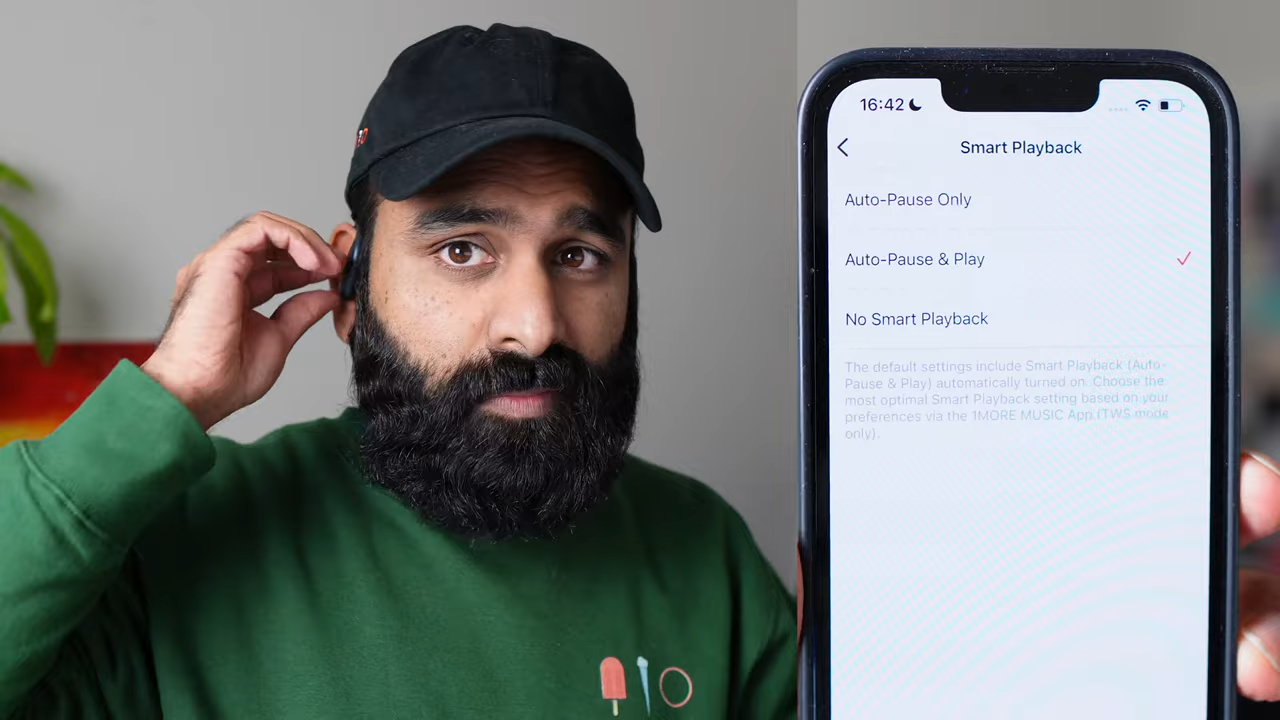 16:42
Smart Playback
Auto-Pause Only
Auto-Pause & Play
No Smart Playback
The default settings include Smart Playback (Auto-
Pause & Play) automatically turned on. Choose the
most optimal Smart Playback setting based on your
preferences via the 1MORE MUSIC App (TWS mode
only).